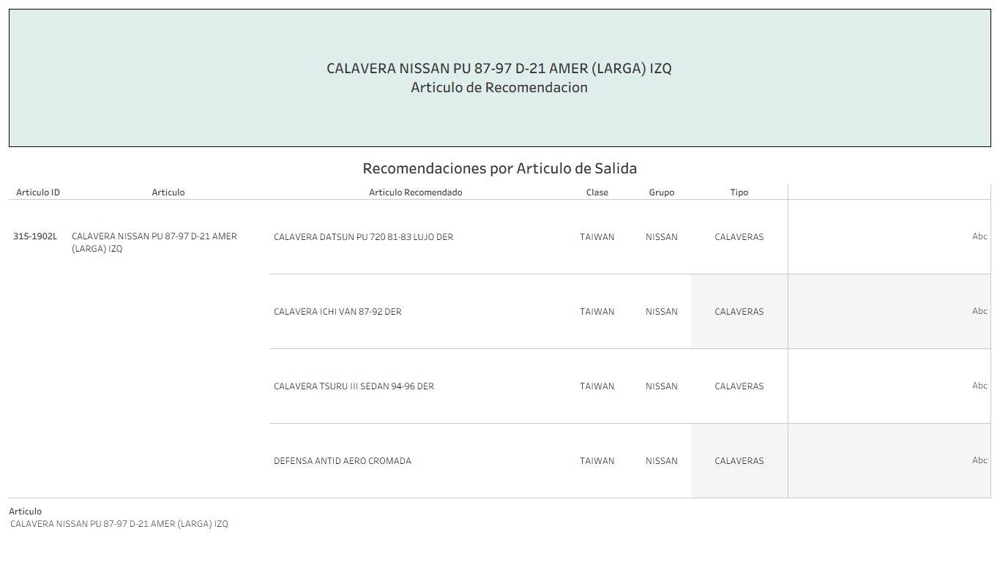 CALAVERA NISSAN PU 87-97 D-21 AMER (LARGA) IZQ
Articulo de Recomendacion
Recomendaciones por Articulo de Salida
Articulo ID Articulo Articulo Recomendado Clase Grupo Tipo
315-1902L CALAVERA NISSAN PU 87-97 D-21 AMER CALAVERA DATSUN PU 720 81-83 LUJO DER TAIWAN NISSAN CALAVERAS Abc
(LARGA) IZQ
CALAVERA ICHI VAN 87-92 DER TAIWAN NISSAN CALAVERAS Abc
CALAVERA TSURU III SEDAN 94-96 DER TAIWAN NISSAN CALAVERAS Abc
DEFENSA ANTID AERO CROMADA TAIWAN NISSAN CALAVERAS Abc
Articulo
CALAVERA NISSAN PU 87-97 D-21 AMER (LARGA) IZQ